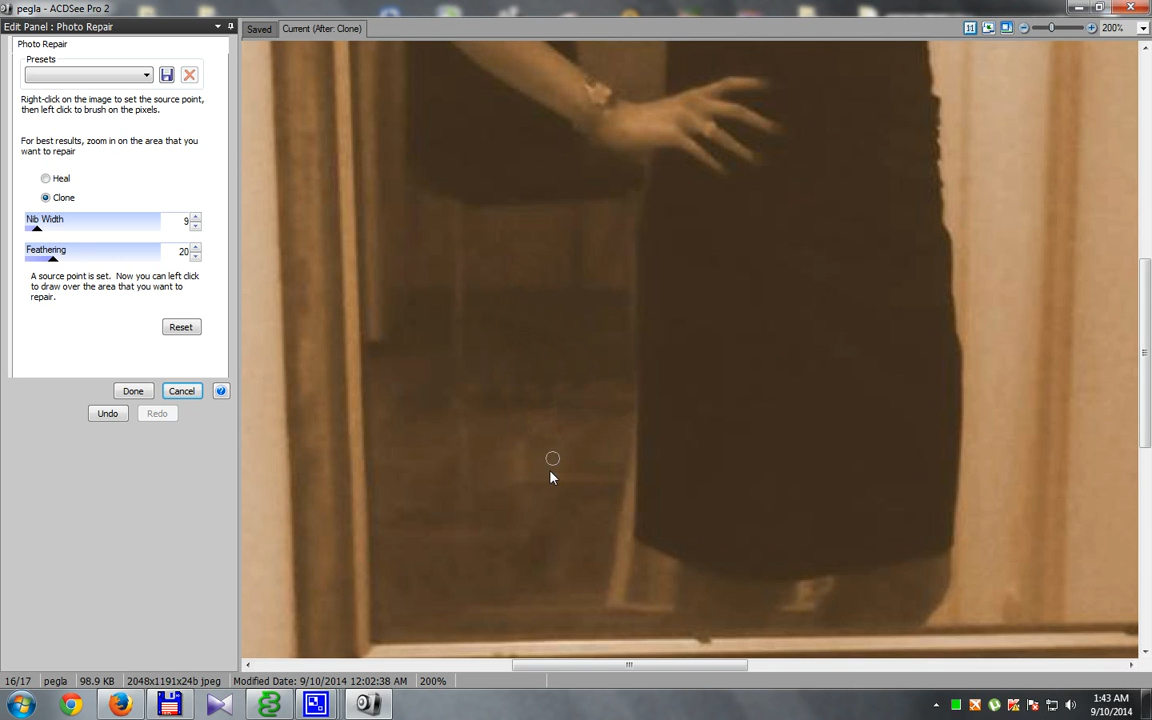 pegla - ACDSee Pro 2
Edit Panel : Photo Repair
Saved
Current (After: Clone)
200%
Photo Repair
Presets
Right-click on the image to set the source point,
then left click to brush on the pixels.
For best results, zoom in on the area that you
want to repair
Heal
Clone
Nib Width
9
Feathering
20
A source point is set. Now you can left click
to draw over the area that you want to
repair.
Reset
Done
Cancel
Undo
Redo
16/17
pegla
98.9 KB
2048x1191x24b jpeg
Modified Date: 9/10/2014 12:02:38 AM
200%
1:43 AM
9/10/2014